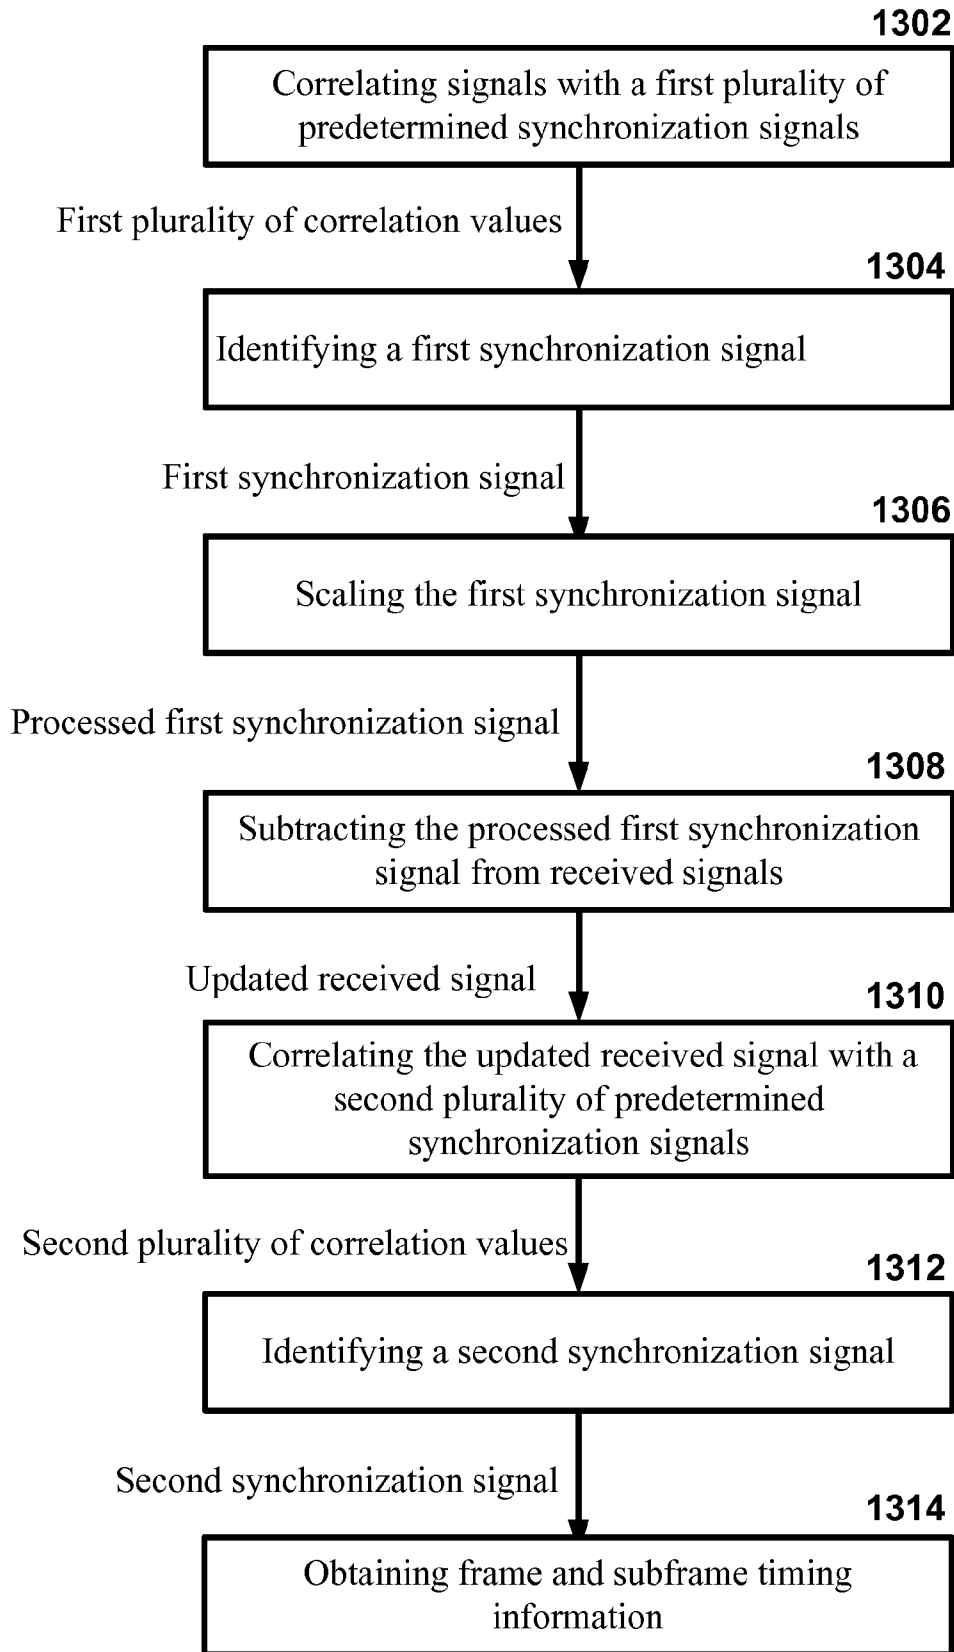 1302
Correlating signals with a first plurality of
predetermined synchronization signals
First plurality of correlation values
1304
Identifying a first synchronization signal
First synchronization signal
1306
Scaling the first synchronization signal
Processed first synchronization signal
1308
Subtracting the processed first synchronization
signal from received signals
Updated received signal
1310
Correlating the updated received signal with a
second plurality of predetermined
synchronization signals
Second plurality of correlation values
1312
Identifying a second synchronization signal
Second synchronization signal
1314
Obtaining frame and subframe timing
information